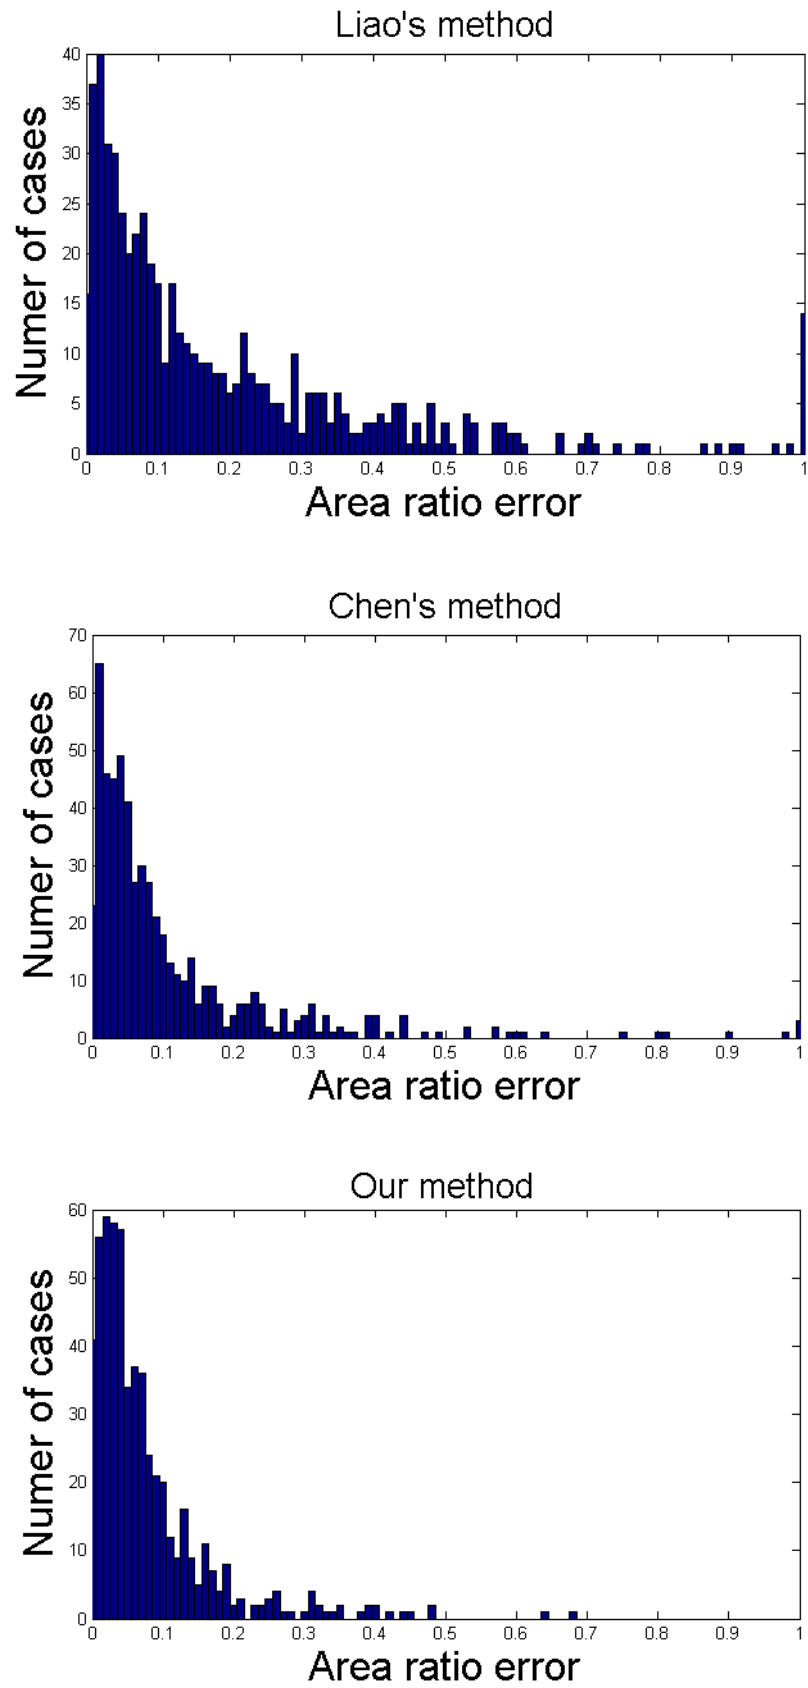 Liao's method
40
35
30
25
20
15
10
5
0
Numer of cases
0 0.1 0.2 0.3 0.4 0.5 0.6 0.7 0.8 0.9 1
Area ratio error
Chen's method
70
60
50
40
30
20
10
0
Numer of cases
0 0.1 0.2 0.3 0.4 0.5 0.6 0.7 0.8 0.9 1
Area ratio error
Our method
60
50
40
30
20
10
0
Numer of cases
0 0.1 0.2 0.3 0.4 0.5 0.6 0.7 0.8 0.9 1
Area ratio error